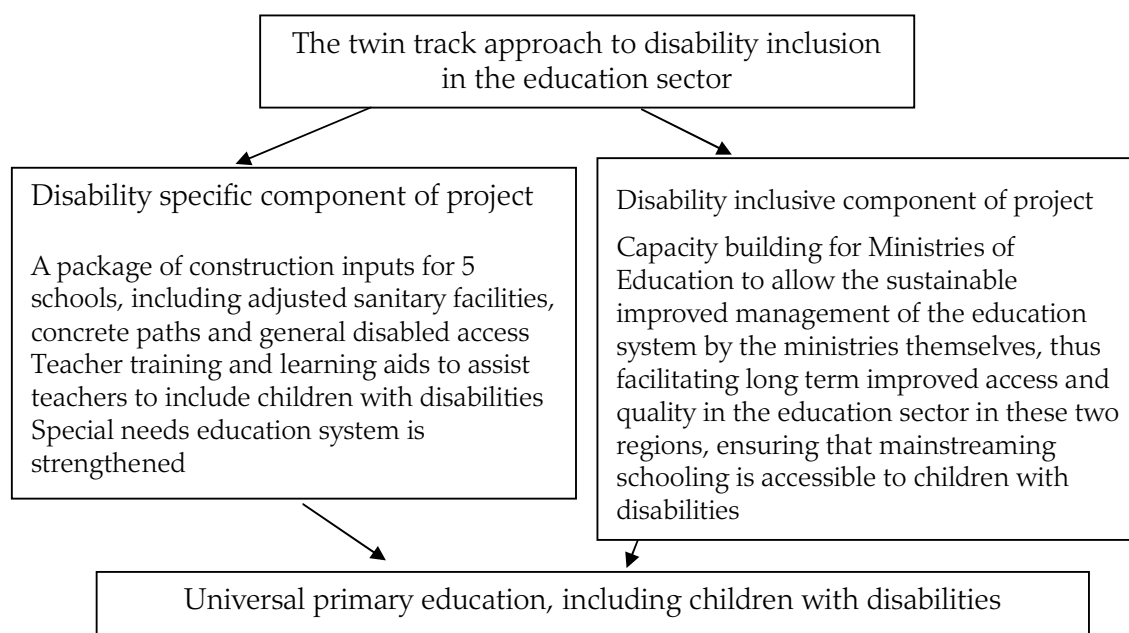 The twin track approach to disability inclusion
in the education sector
Disability specific component of project
A package of construction inputs for 5
schools, including adjusted sanitary facilities,
concrete paths and general disabled access
Teacher training and learning aids to assist
teachers to include children with disabilities
Special needs education system is
strengthened
Disability inclusive component of project
Capacity building for Ministries of
Education to allow the sustainable
improved management of the education
system by the ministries themselves, thus
facilitating long term improved access and
quality in the education sector in these two
regions, ensuring that mainstreaming
schooling is accessible to children with
disabilities
Universal primary education, including children with disabilities